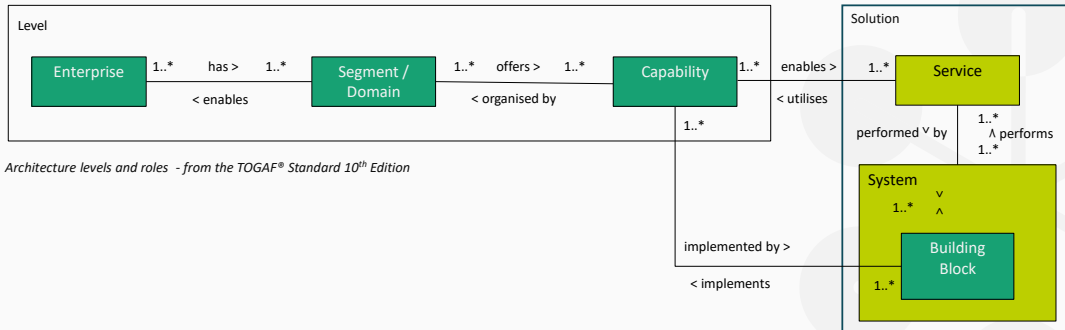 Level
Solution
Enterprise
1..* has > 1..*
< enables
Segment /
Domain
1..* offers > 1..*
< organised by
Capability
1..* enables > 1..*
< utilises
Service
1..*
1..*
performed ˅ by
˄ performs
1..*
Architecture levels and roles - from the TOGAF® Standard 10th Edition
System
˅
1..*
˄
implemented by >
Building
Block
< implements
1..*